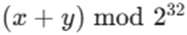 (x + y) mod 2^32